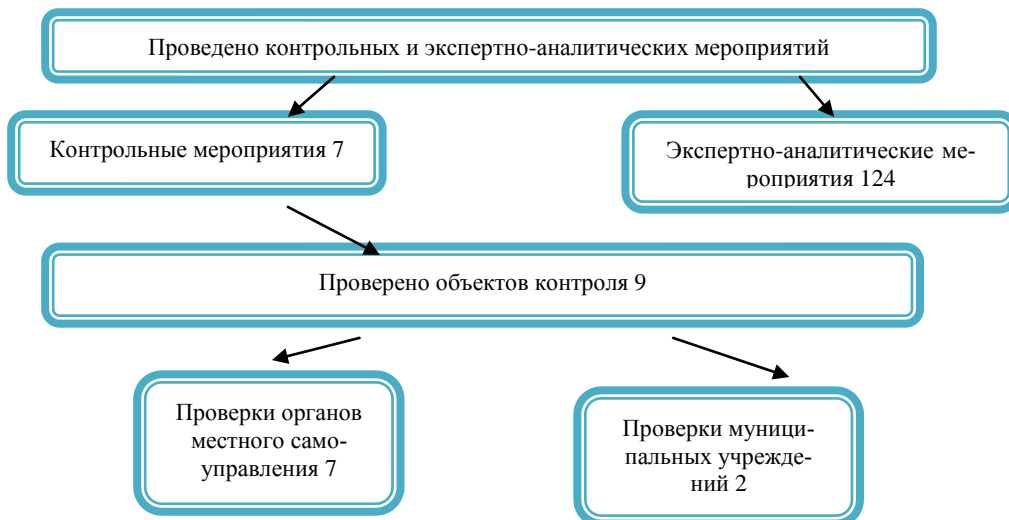 Проведено контрольных и экспертно-аналитических мероприятий
Контрольные мероприятия 7
Экспертно-аналитические ме-
роприятия 124
Проверено объектов контроля 9
Проверки органов
местного само-
управления 7
Проверки муници-
пальных учрежде-
ний 2